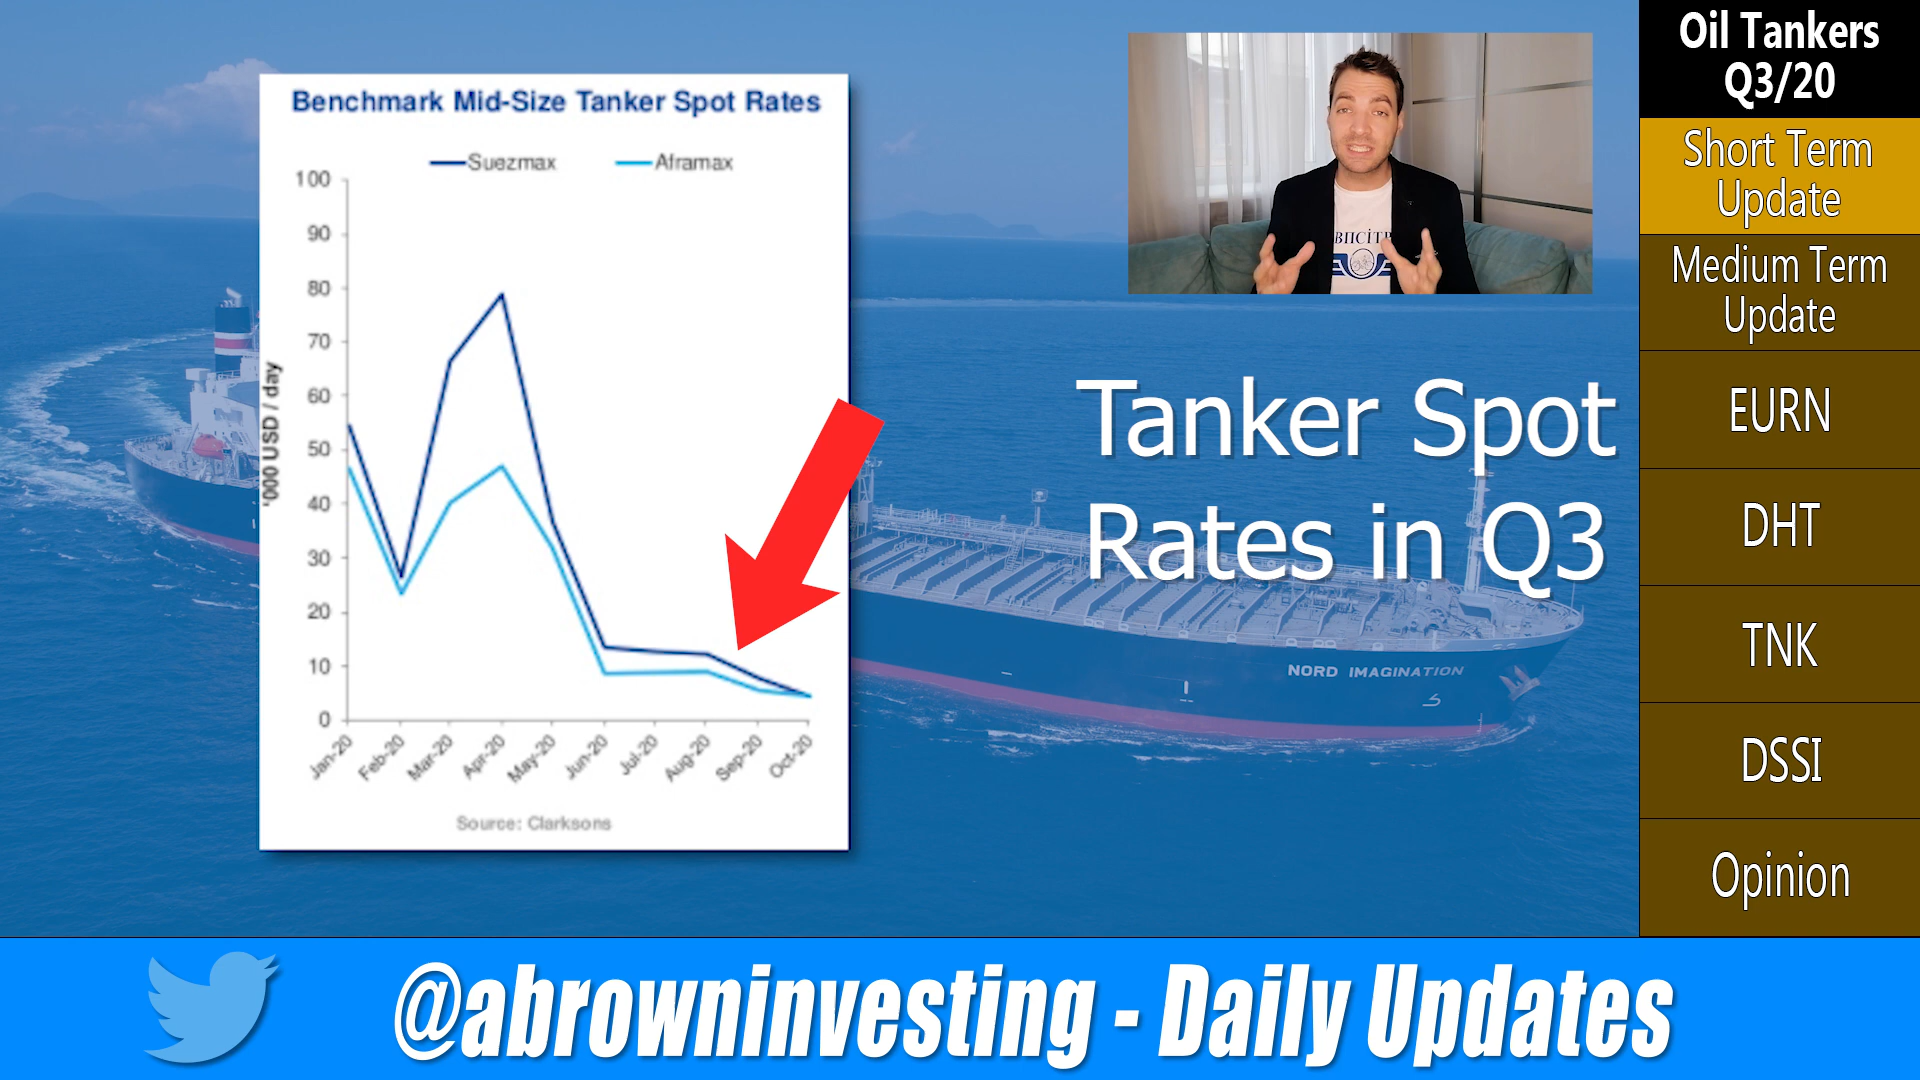 Benchmark Mid-Size Tanker Spot Rates
Suezmax
Aframax
'000 USD / day
100
90
80
70
60
50
40
30
20
10
0
Jan-20
Feb-20
Mar-20
Apr-20
May-20
Jun-20
Jul-20
Aug-20
Sep-20
Oct-20
Source: Clarksons
Tanker Spot
Rates in Q3
NORD IMAGINATION
Oil Tankers
Q3/20
Short Term
Update
Medium Term
Update
EURN
DHT
TNK
DSSI
Opinion
@abrowninvesting - Daily Updates